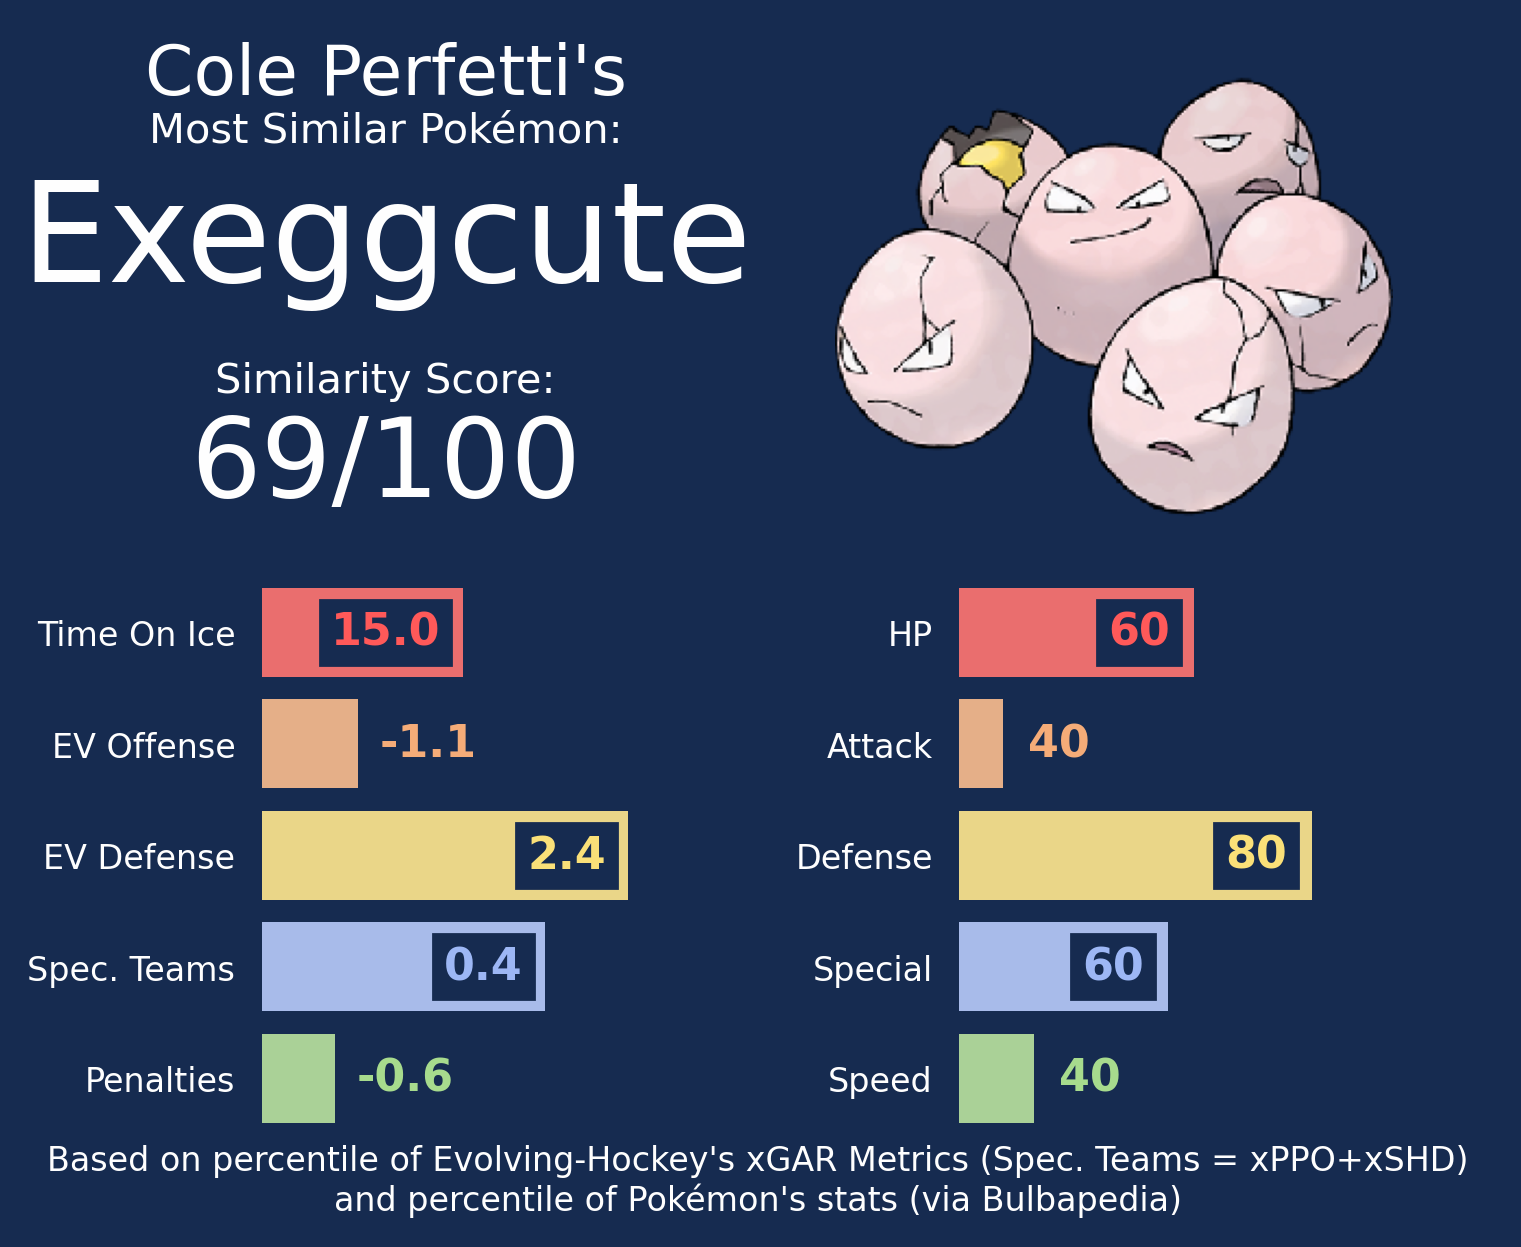 Cole Perfetti's
Most Similar Pokémon:
Exeggcute
Similarity Score:
69/100
Time On Ice 15.0
EV Offense -1.1
EV Defense 2.4
Spec. Teams 0.4
Penalties -0.6
HP 60
Attack 40
Defense 80
Special 60
Speed 40
Based on percentile of Evolving-Hockey's xGAR Metrics (Spec. Teams = xPPO+xSHD)
and percentile of Pokémon's stats (via Bulbapedia)